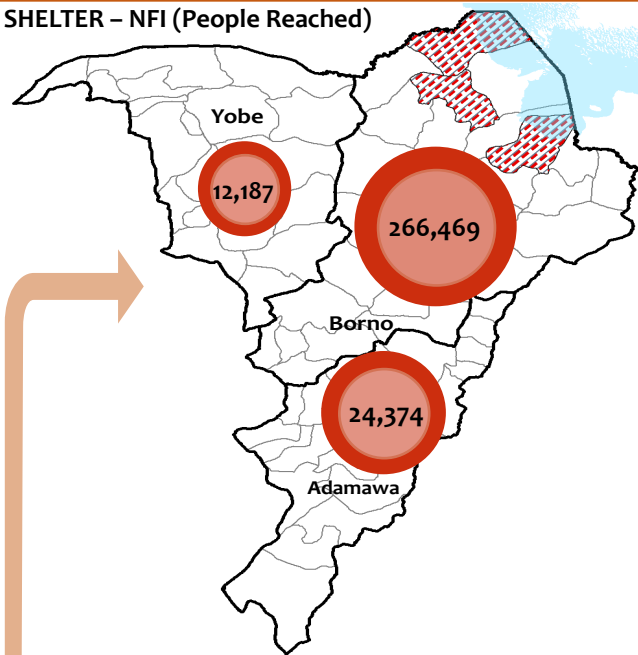 SHELTER – NFI (People Reached)
Yobe
12,187
266,469
Borno
24,374
Adamawa